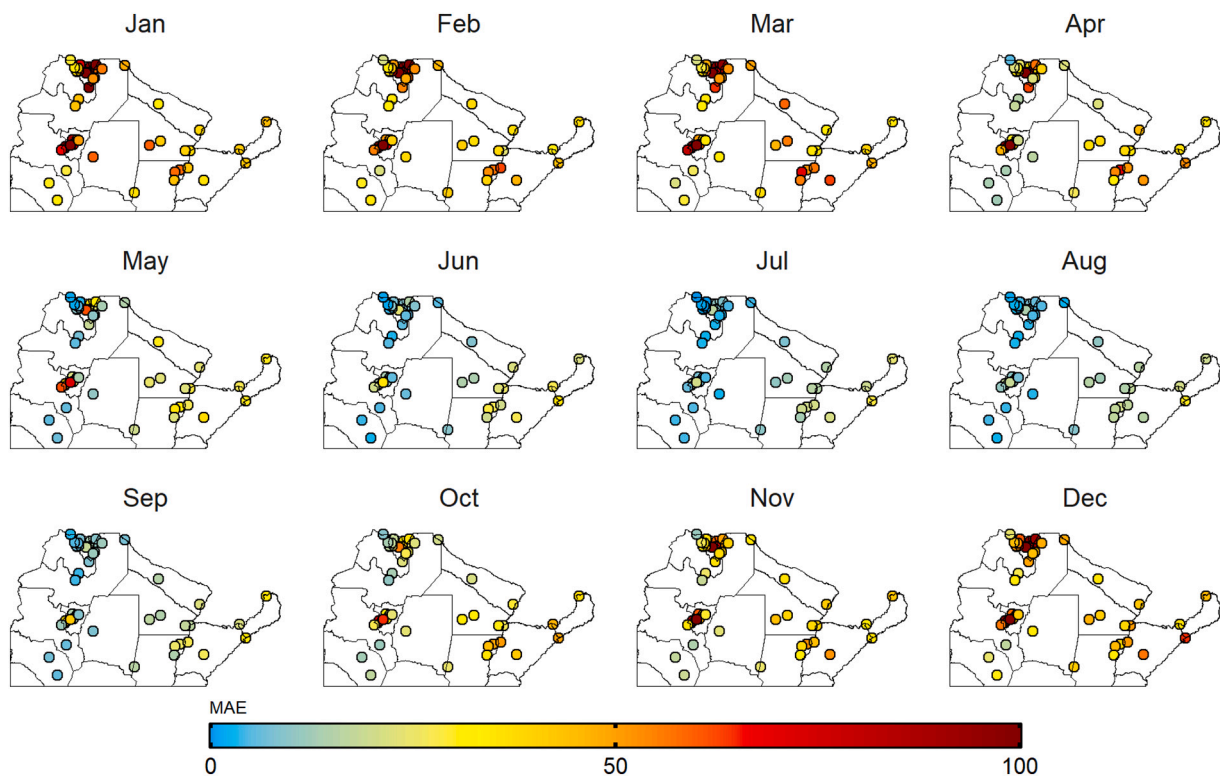 Jan Feb Mar Apr
May Jun Jul Aug
Sep Oct Nov Dec
MAE
0 50 100